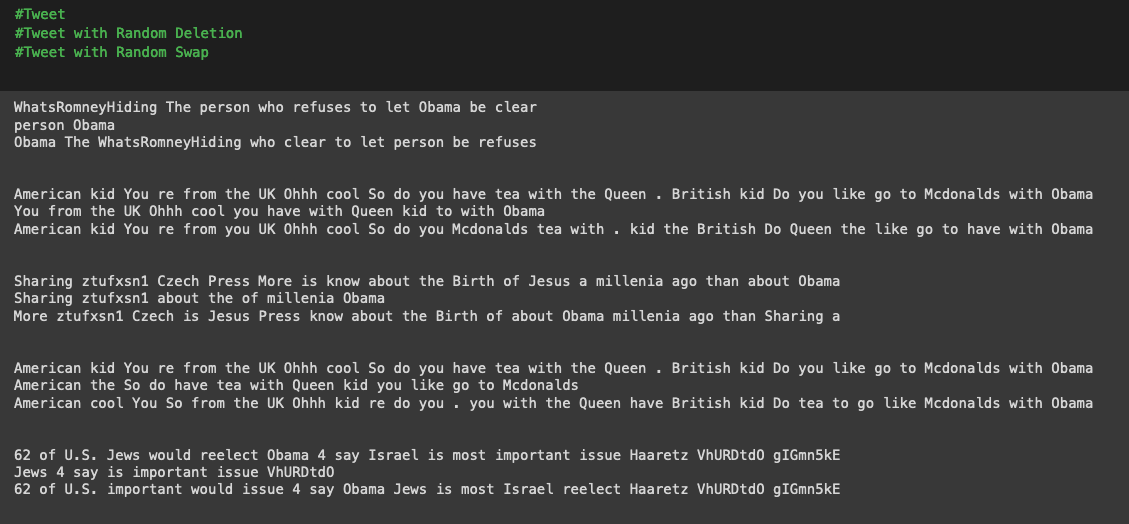 #Tweet
#Tweet with Random Deletion
#Tweet with Random Swap
WhatsRomneyHiding The person who refuses to let Obama be clear
person Obama
Obama The WhatsRomneyHiding who clear to let person be refuses
American kid You re from the UK Ohhh cool So do you have tea with the Queen . British kid Do you like go to Mcdonalds with Obama
You from the UK Ohhh cool you have with Queen kid to with Obama
American kid You re from you UK Ohhh cool So do you Mcdonalds tea with . kid the British Do Queen the like go to have with Obama
Sharing ztufxsn1 Czech Press More is know about the Birth of Jesus a millenia ago than about Obama
Sharing ztufxsn1 about the of millenia Obama
More ztufxsn1 Czech is Jesus Press know about the Birth of about Obama millenia ago than Sharing a
American kid You re from the UK Ohhh cool So do you have tea with the Queen . British kid Do you like go to Mcdonalds with Obama
American the So do have tea with Queen kid you like go to Mcdonalds
American cool You So from the UK Ohhh kid re do you . you with the Queen have British kid Do tea to go like Mcdonalds with Obama
62 of U.S. Jews would reelect Obama 4 say Israel is most important issue Haaretz VhURDtdO gIGmn5kE
Jews 4 say is important issue VhURDtdO
62 of U.S. important would issue 4 say Obama Jews is most Israel reelect Haaretz VhURDtdO gIGmn5kE